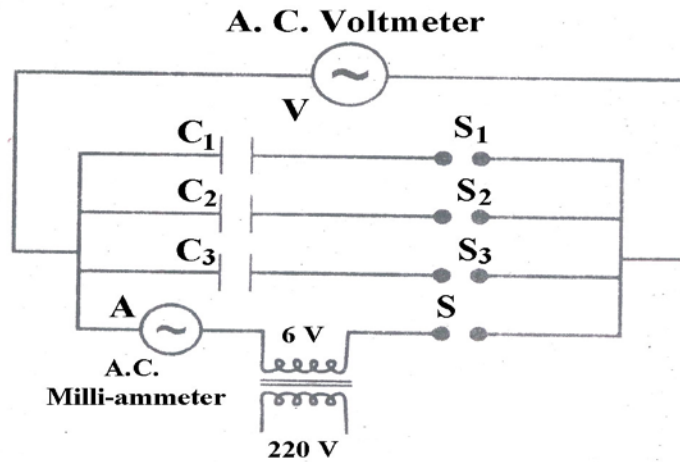 A. C. Voltmeter
V
C1
S1
C2
S2
C3
S3
A
6 V
S
A.C.
Milli-ammeter
220 V